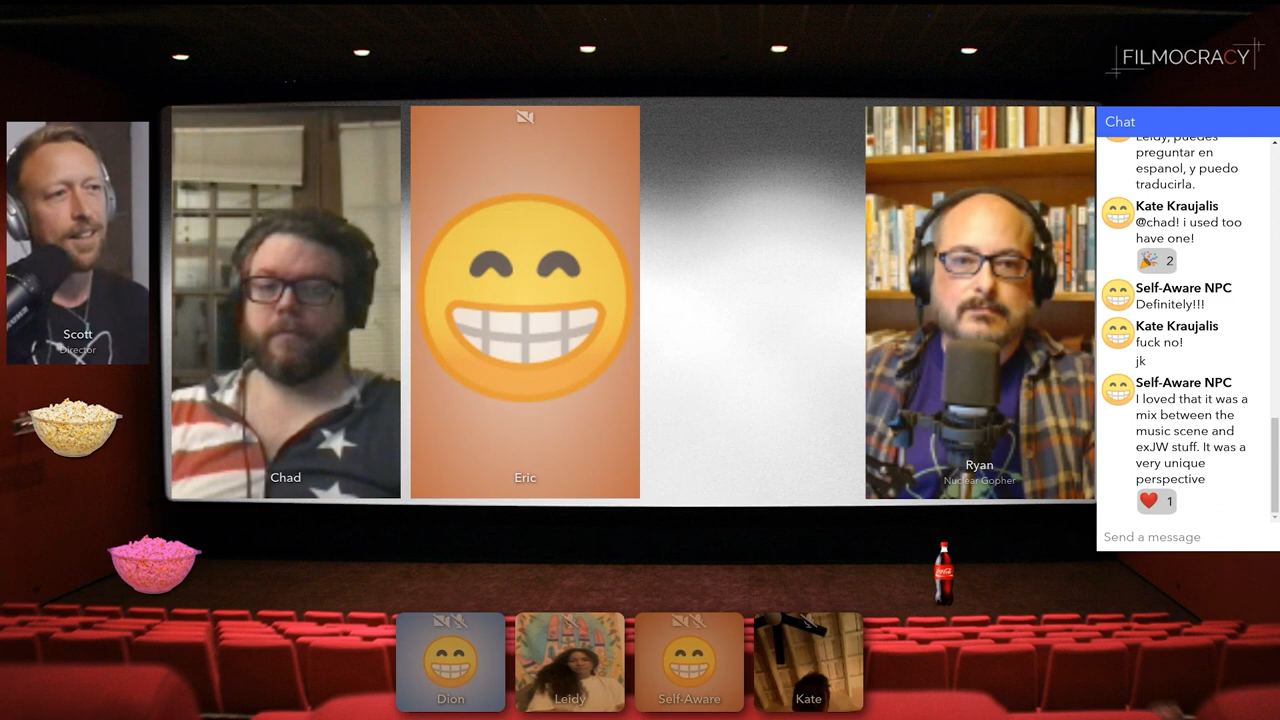 FILMOCRACY
Chat
Leidy, puedes
preguntar en
espanol, y puedo
traducirla.
Kate Kraujalis
@chad! i used too
have one!
2
Self-Aware NPC
Definitely!!!
Kate Kraujalis
fuck no!
jk
Self-Aware NPC
I loved that it was a
mix between the
music scene and
exJW stuff. It was a
very unique
perspective
1
Send a message
Scott
Director
Chad
Eric
Ryan
Nuclear Gopher
Coca-Cola
Dion
Leidy
Self-Aware
Kate